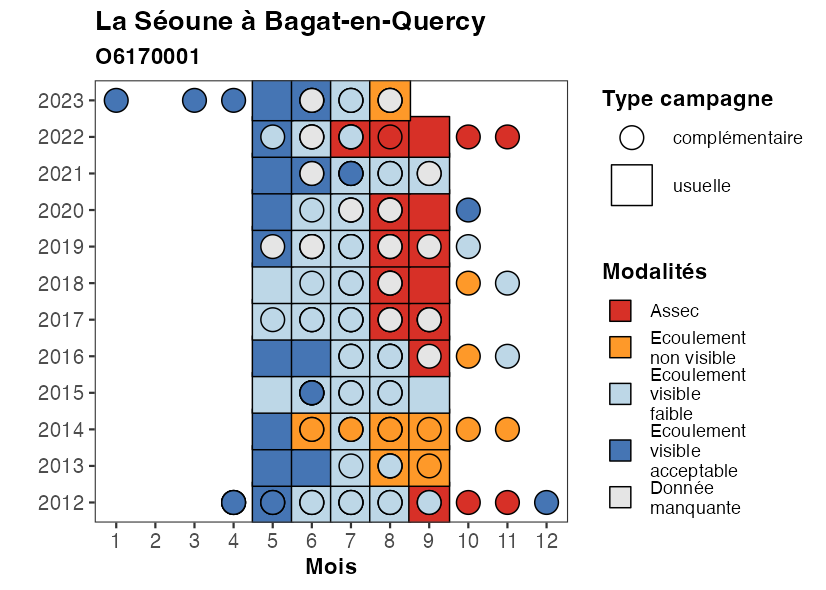 La Séoune à Bagat-en-Quercy
O6170001
2023
2022
2021
2020
2019
2018
2017
2016
2015
2014
2013
2012
1 2 3 4 5 6 7 8 9 10 11 12
Mois
Type campagne
complémentaire
usuelle
Modalités
Assec
Ecoulement
non visible
Ecoulement
visible
faible
Ecoulement
visible
acceptable
Donnée
manquante